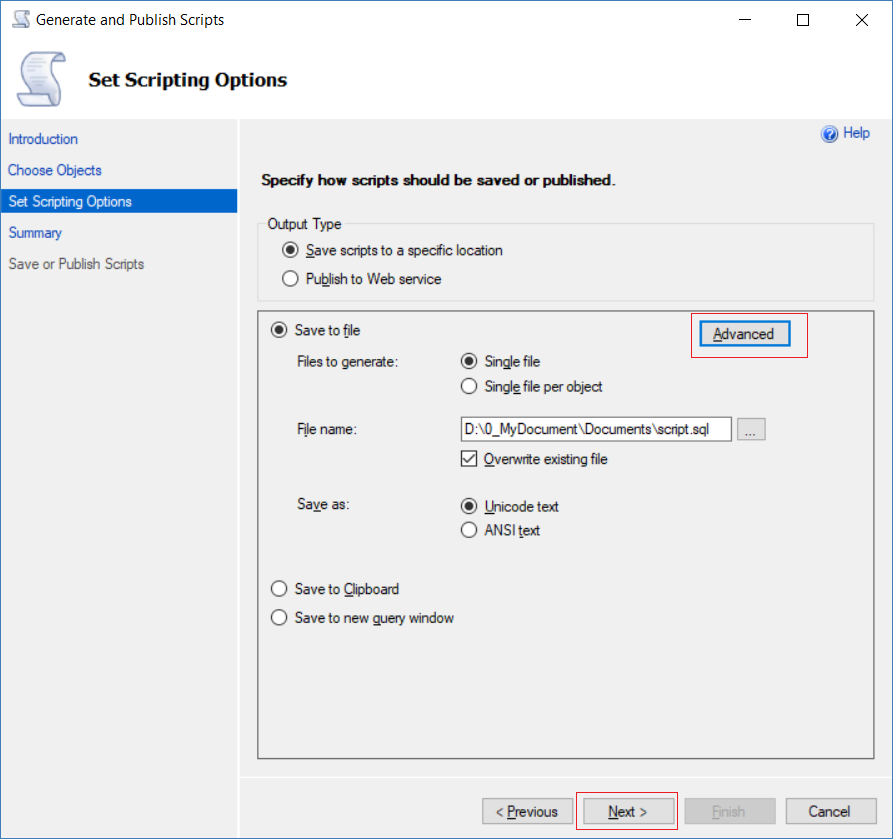 Generate and Publish Scripts
Set Scripting Options
Introduction
Choose Objects
Set Scripting Options
Summary
Save or Publish Scripts
Help
Specify how scripts should be saved or published.
Output Type
Save scripts to a specific location
Publish to Web service
Save to file
Advanced
Files to generate:
Single file
Single file per object
File name:
D:\0_MyDocument\Documents\script.sql
...
Overwrite existing file
Save as:
Unicode text
ANSI text
Save to Clipboard
Save to new query window
< Previous
Next >
Finish
Cancel